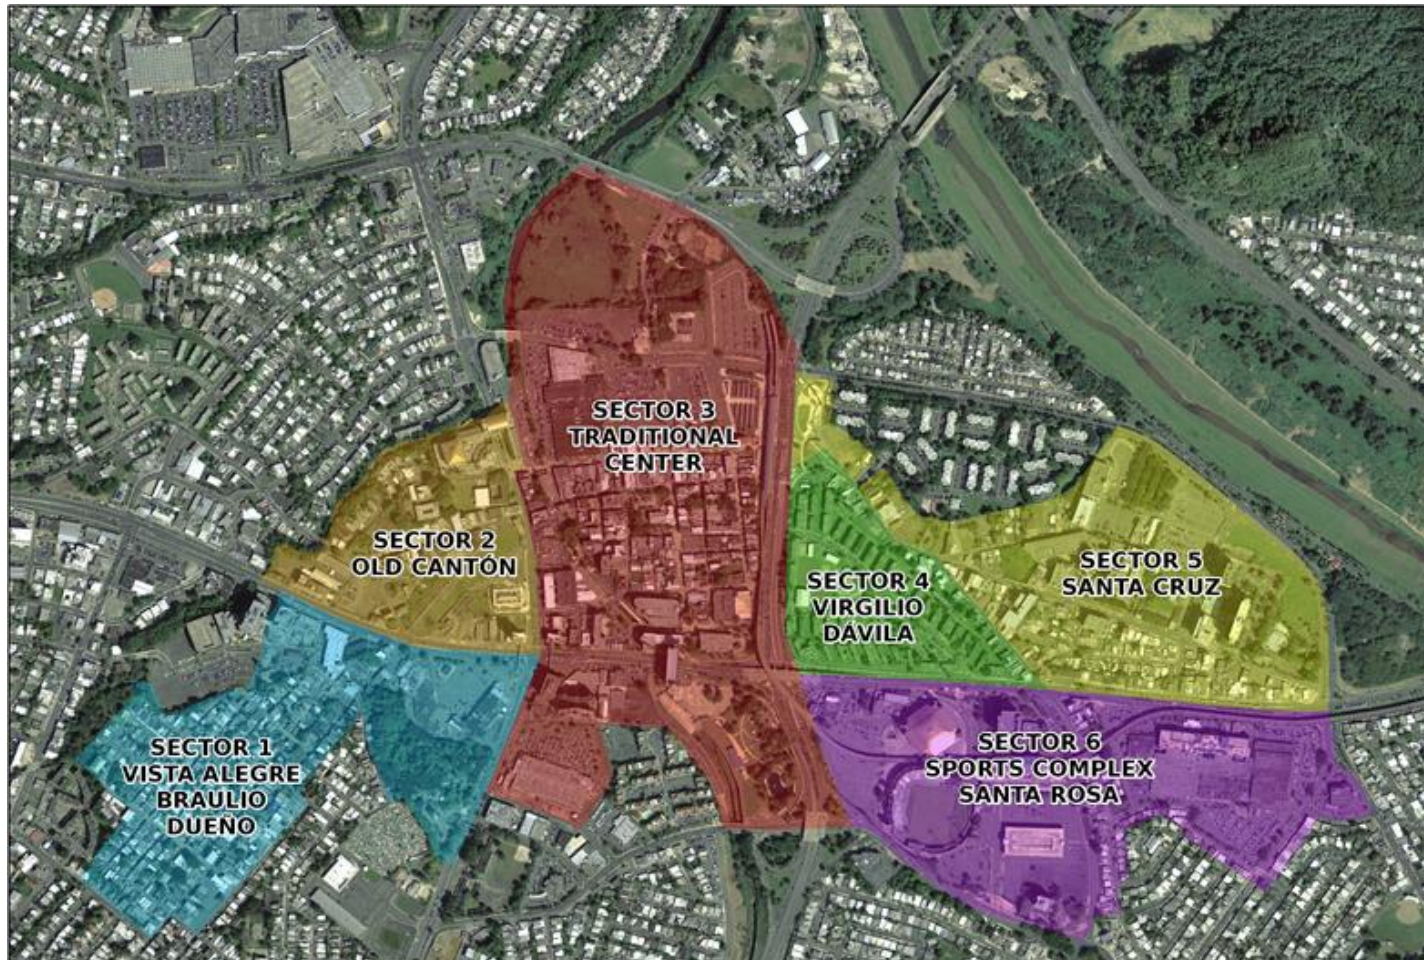 SECTOR 3
TRADITIONAL
CENTER
SECTOR 2
OLD CANTÓN
SECTOR 5
SANTA CRUZ
SECTOR 4
VIRGILIO
DÁVILA
SECTOR 1
VISTA ALEGRE
BRAULIO
DUEÑO
SECTOR 6
SPORTS COMPLEX
SANTA ROSA